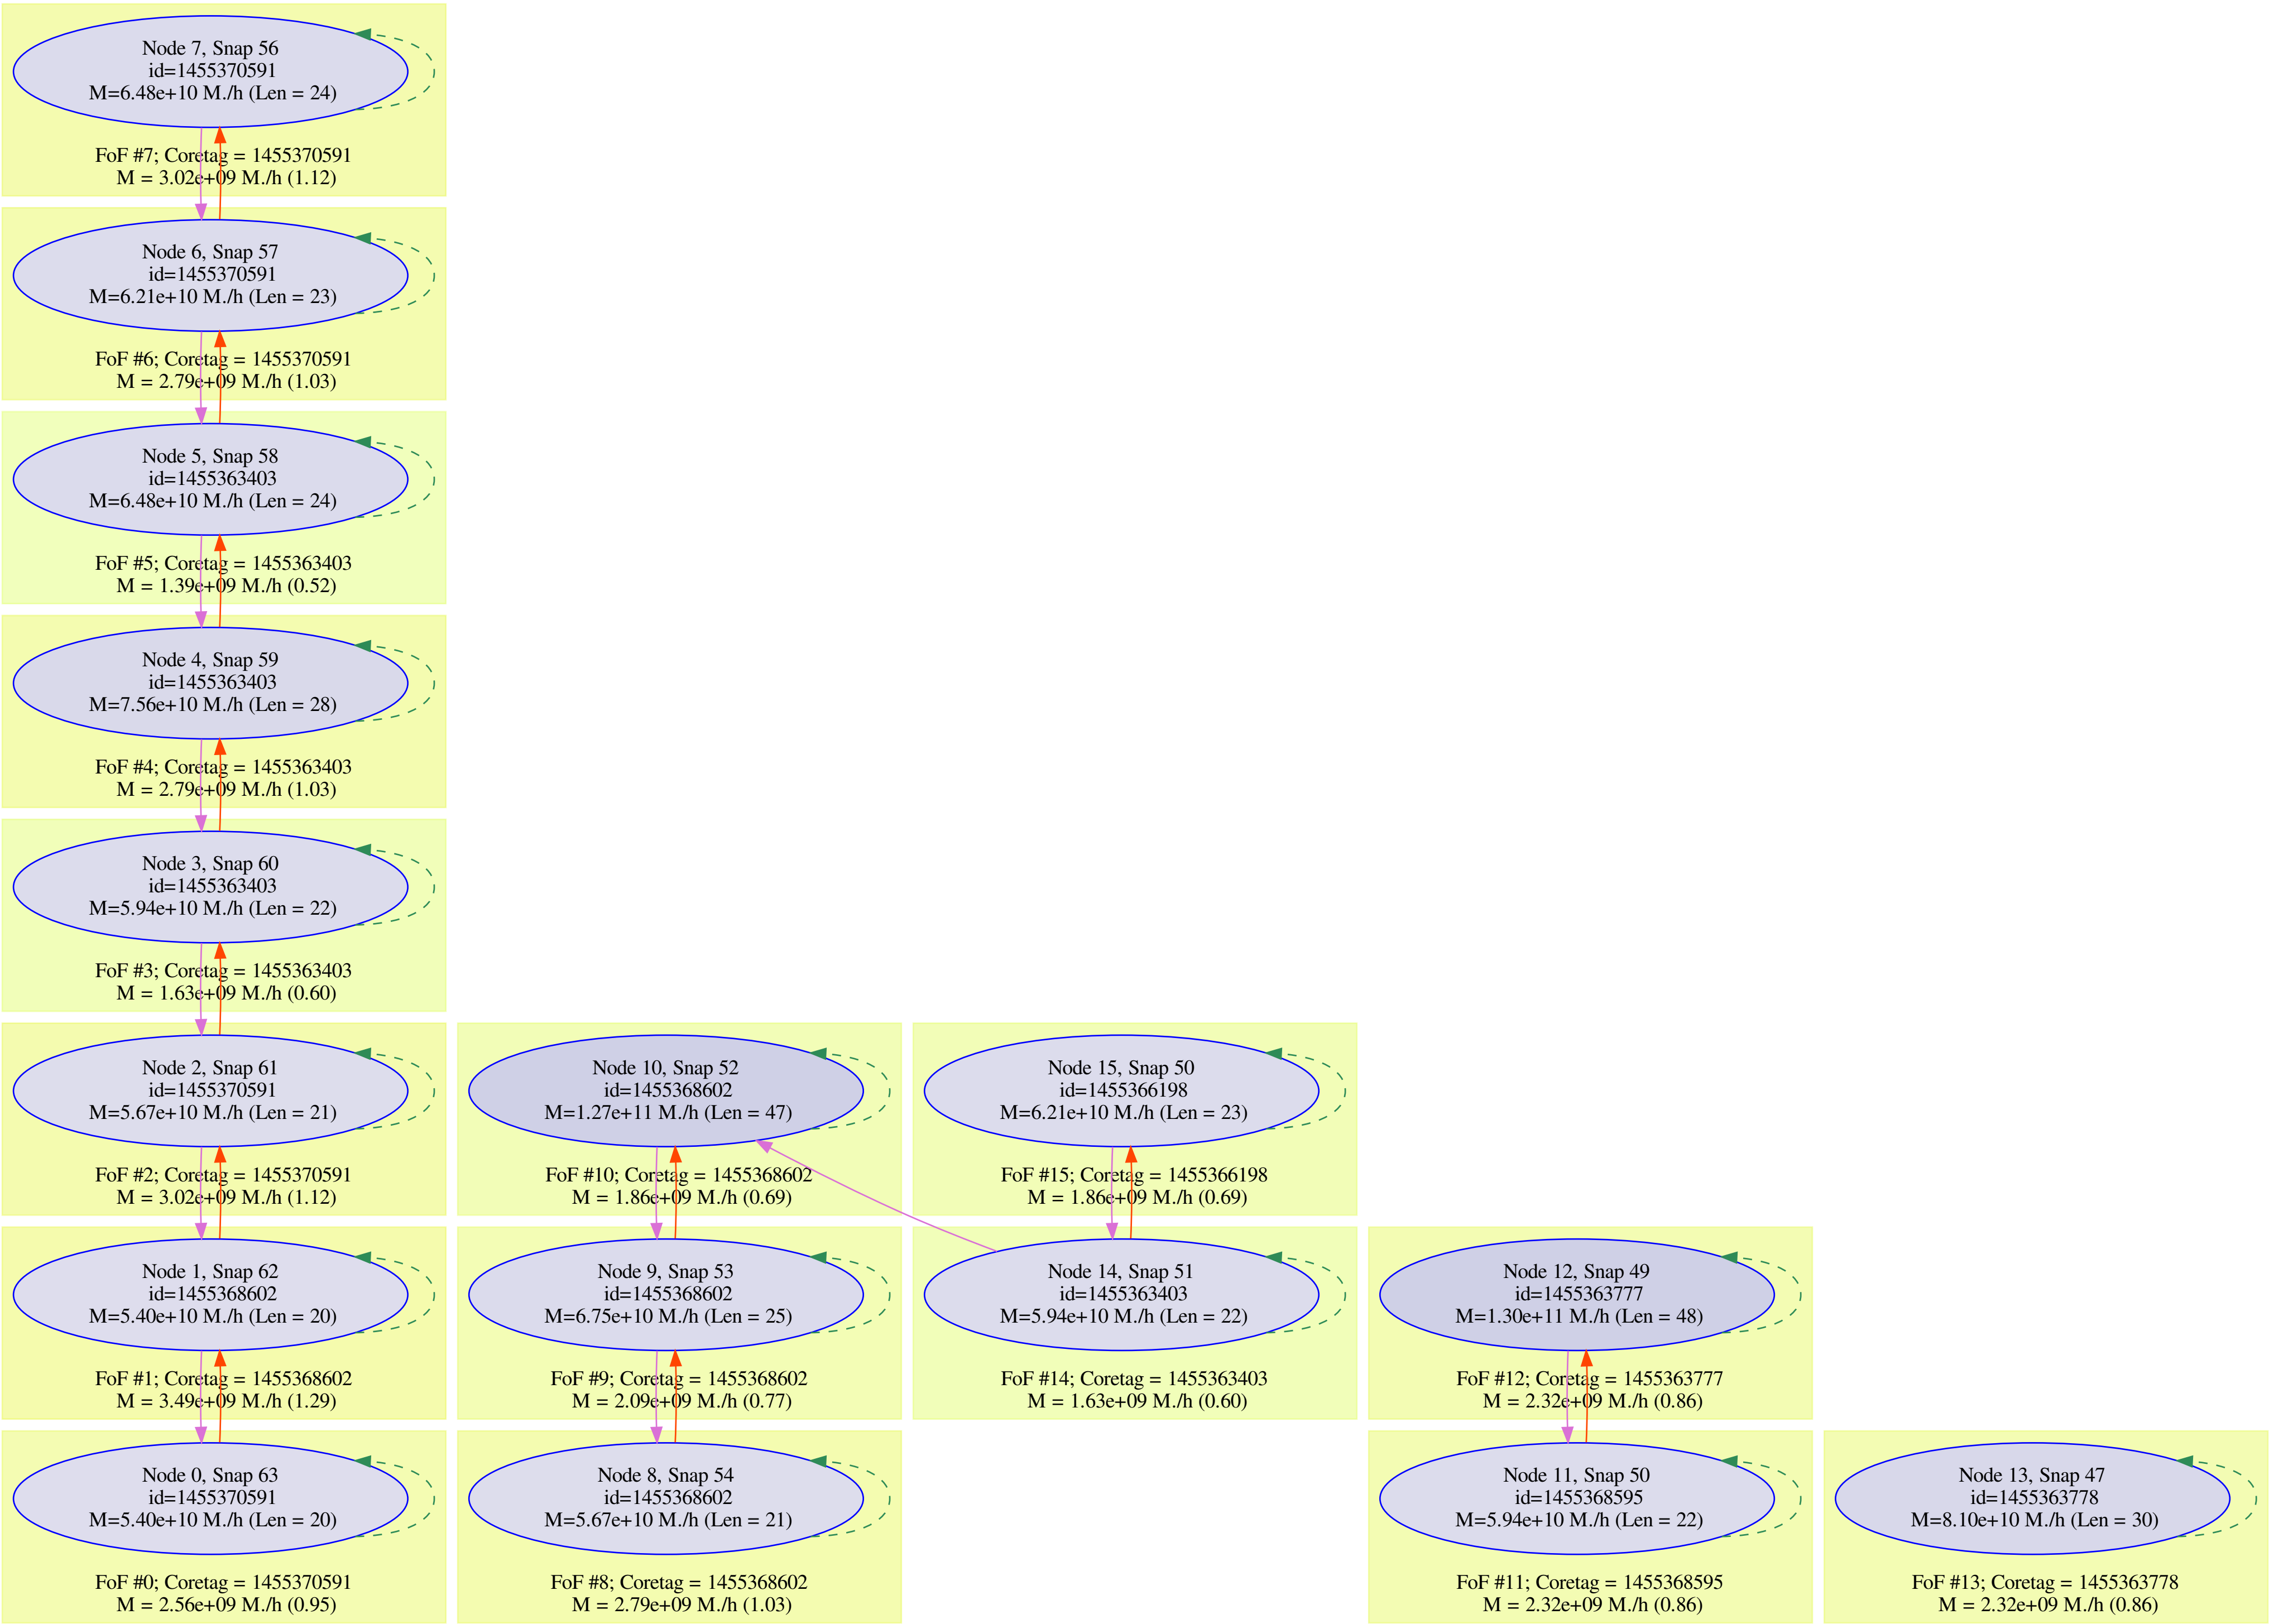 Node 7, Snap 56
id=1455370591
M=6.48e+10 M./h (Len = 24)
FoF #7; Coretag = 1455370591
M = 3.02e+09 M./h (1.12)
Node 6, Snap 57
id=1455370591
M=6.21e+10 M./h (Len = 23)
FoF #6; Coretag = 1455370591
M = 2.79e+09 M./h (1.03)
Node 5, Snap 58
id=1455363403
M=6.48e+10 M./h (Len = 24)
FoF #5; Coretag = 1455363403
M = 1.39e+09 M./h (0.52)
Node 4, Snap 59
id=1455363403
M=7.56e+10 M./h (Len = 28)
FoF #4; Coretag = 1455363403
M = 2.79e+09 M./h (1.03)
Node 3, Snap 60
id=1455363403
M=5.94e+10 M./h (Len = 22)
FoF #3; Coretag = 1455363403
M = 1.63e+09 M./h (0.60)
Node 2, Snap 61
id=1455370591
M=5.67e+10 M./h (Len = 21)
FoF #2; Coretag = 1455370591
M = 3.02e+09 M./h (1.12)
Node 10, Snap 52
id=1455368602
M=1.27e+11 M./h (Len = 47)
FoF #10; Coretag = 1455368602
M = 1.86e+09 M./h (0.69)
Node 15, Snap 50
id=1455366198
M=6.21e+10 M./h (Len = 23)
FoF #15; Coretag = 1455366198
M = 1.86e+09 M./h (0.69)
Node 1, Snap 62
id=1455368602
M=5.40e+10 M./h (Len = 20)
FoF #1; Coretag = 1455368602
M = 3.49e+09 M./h (1.29)
Node 9, Snap 53
id=1455368602
M=6.75e+10 M./h (Len = 25)
FoF #9; Coretag = 1455368602
M = 2.09e+09 M./h (0.77)
Node 14, Snap 51
id=1455363403
M=5.94e+10 M./h (Len = 22)
FoF #14; Coretag = 1455363403
M = 1.63e+09 M./h (0.60)
Node 12, Snap 49
id=1455363777
M=1.30e+11 M./h (Len = 48)
FoF #12; Coretag = 1455363777
M = 2.32e+09 M./h (0.86)
Node 0, Snap 63
id=1455370591
M=5.40e+10 M./h (Len = 20)
FoF #0; Coretag = 1455370591
M = 2.56e+09 M./h (0.95)
Node 8, Snap 54
id=1455368602
M=5.67e+10 M./h (Len = 21)
FoF #8; Coretag = 1455368602
M = 2.79e+09 M./h (1.03)
Node 11, Snap 50
id=1455368595
M=5.94e+10 M./h (Len = 22)
FoF #11; Coretag = 1455368595
M = 2.32e+09 M./h (0.86)
Node 13, Snap 47
id=1455363778
M=8.10e+10 M./h (Len = 30)
FoF #13; Coretag = 1455363778
M = 2.32e+09 M./h (0.86)